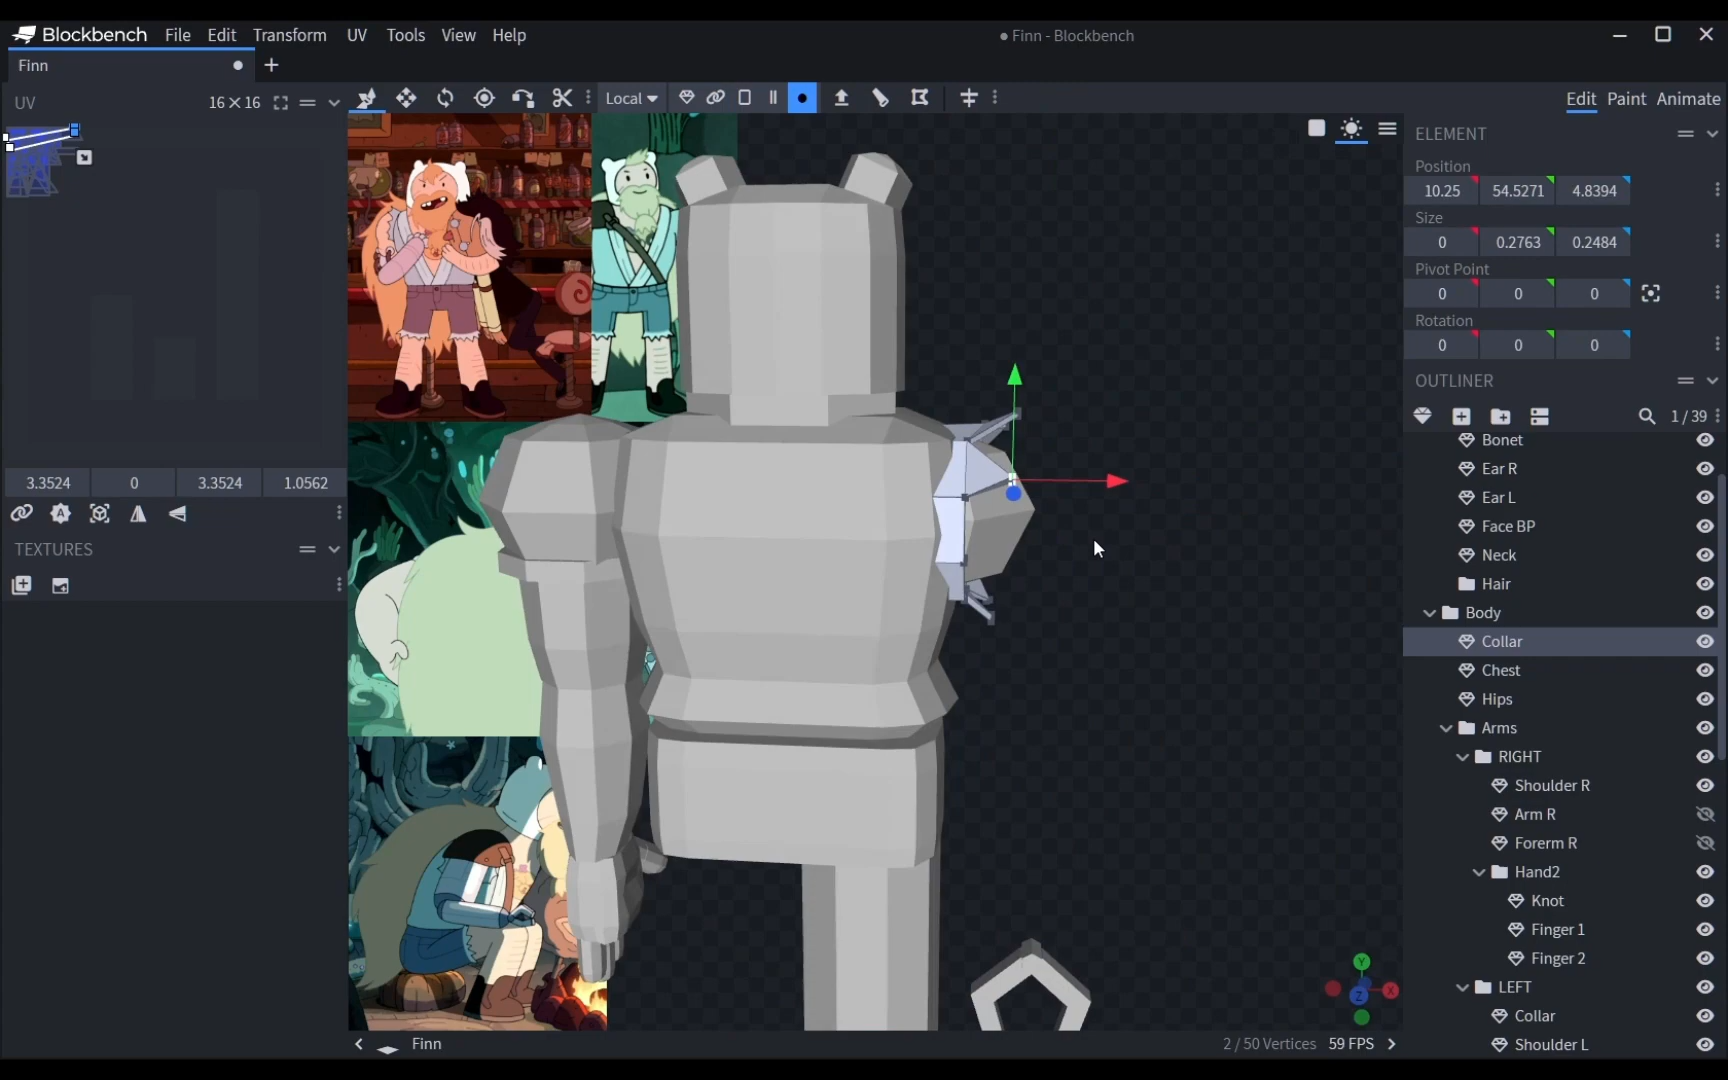 Blockbench File Edit Transform UV Tools View Help
Finn - Blockbench
Finn
UV 16×16
Local
Edit Paint Animate
ELEMENT
Position
10.25 54.5271 4.8394
Size
0 0.2763 0.2484
Pivot Point
0 0 0
Rotation
0 0 0
OUTLINER
1/39
Bonet
Ear R
Ear L
Face BP
Neck
Hair
Body
Collar
Chest
Hips
Arms
RIGHT
Shoulder R
Arm R
Forerm R
Hand2
Knot
Finger 1
Finger 2
LEFT
Collar
Shoulder L
3.3524 0 3.3524 1.0562
TEXTURES
Y
X
Z
Finn
2/50 Vertices 59 FPS